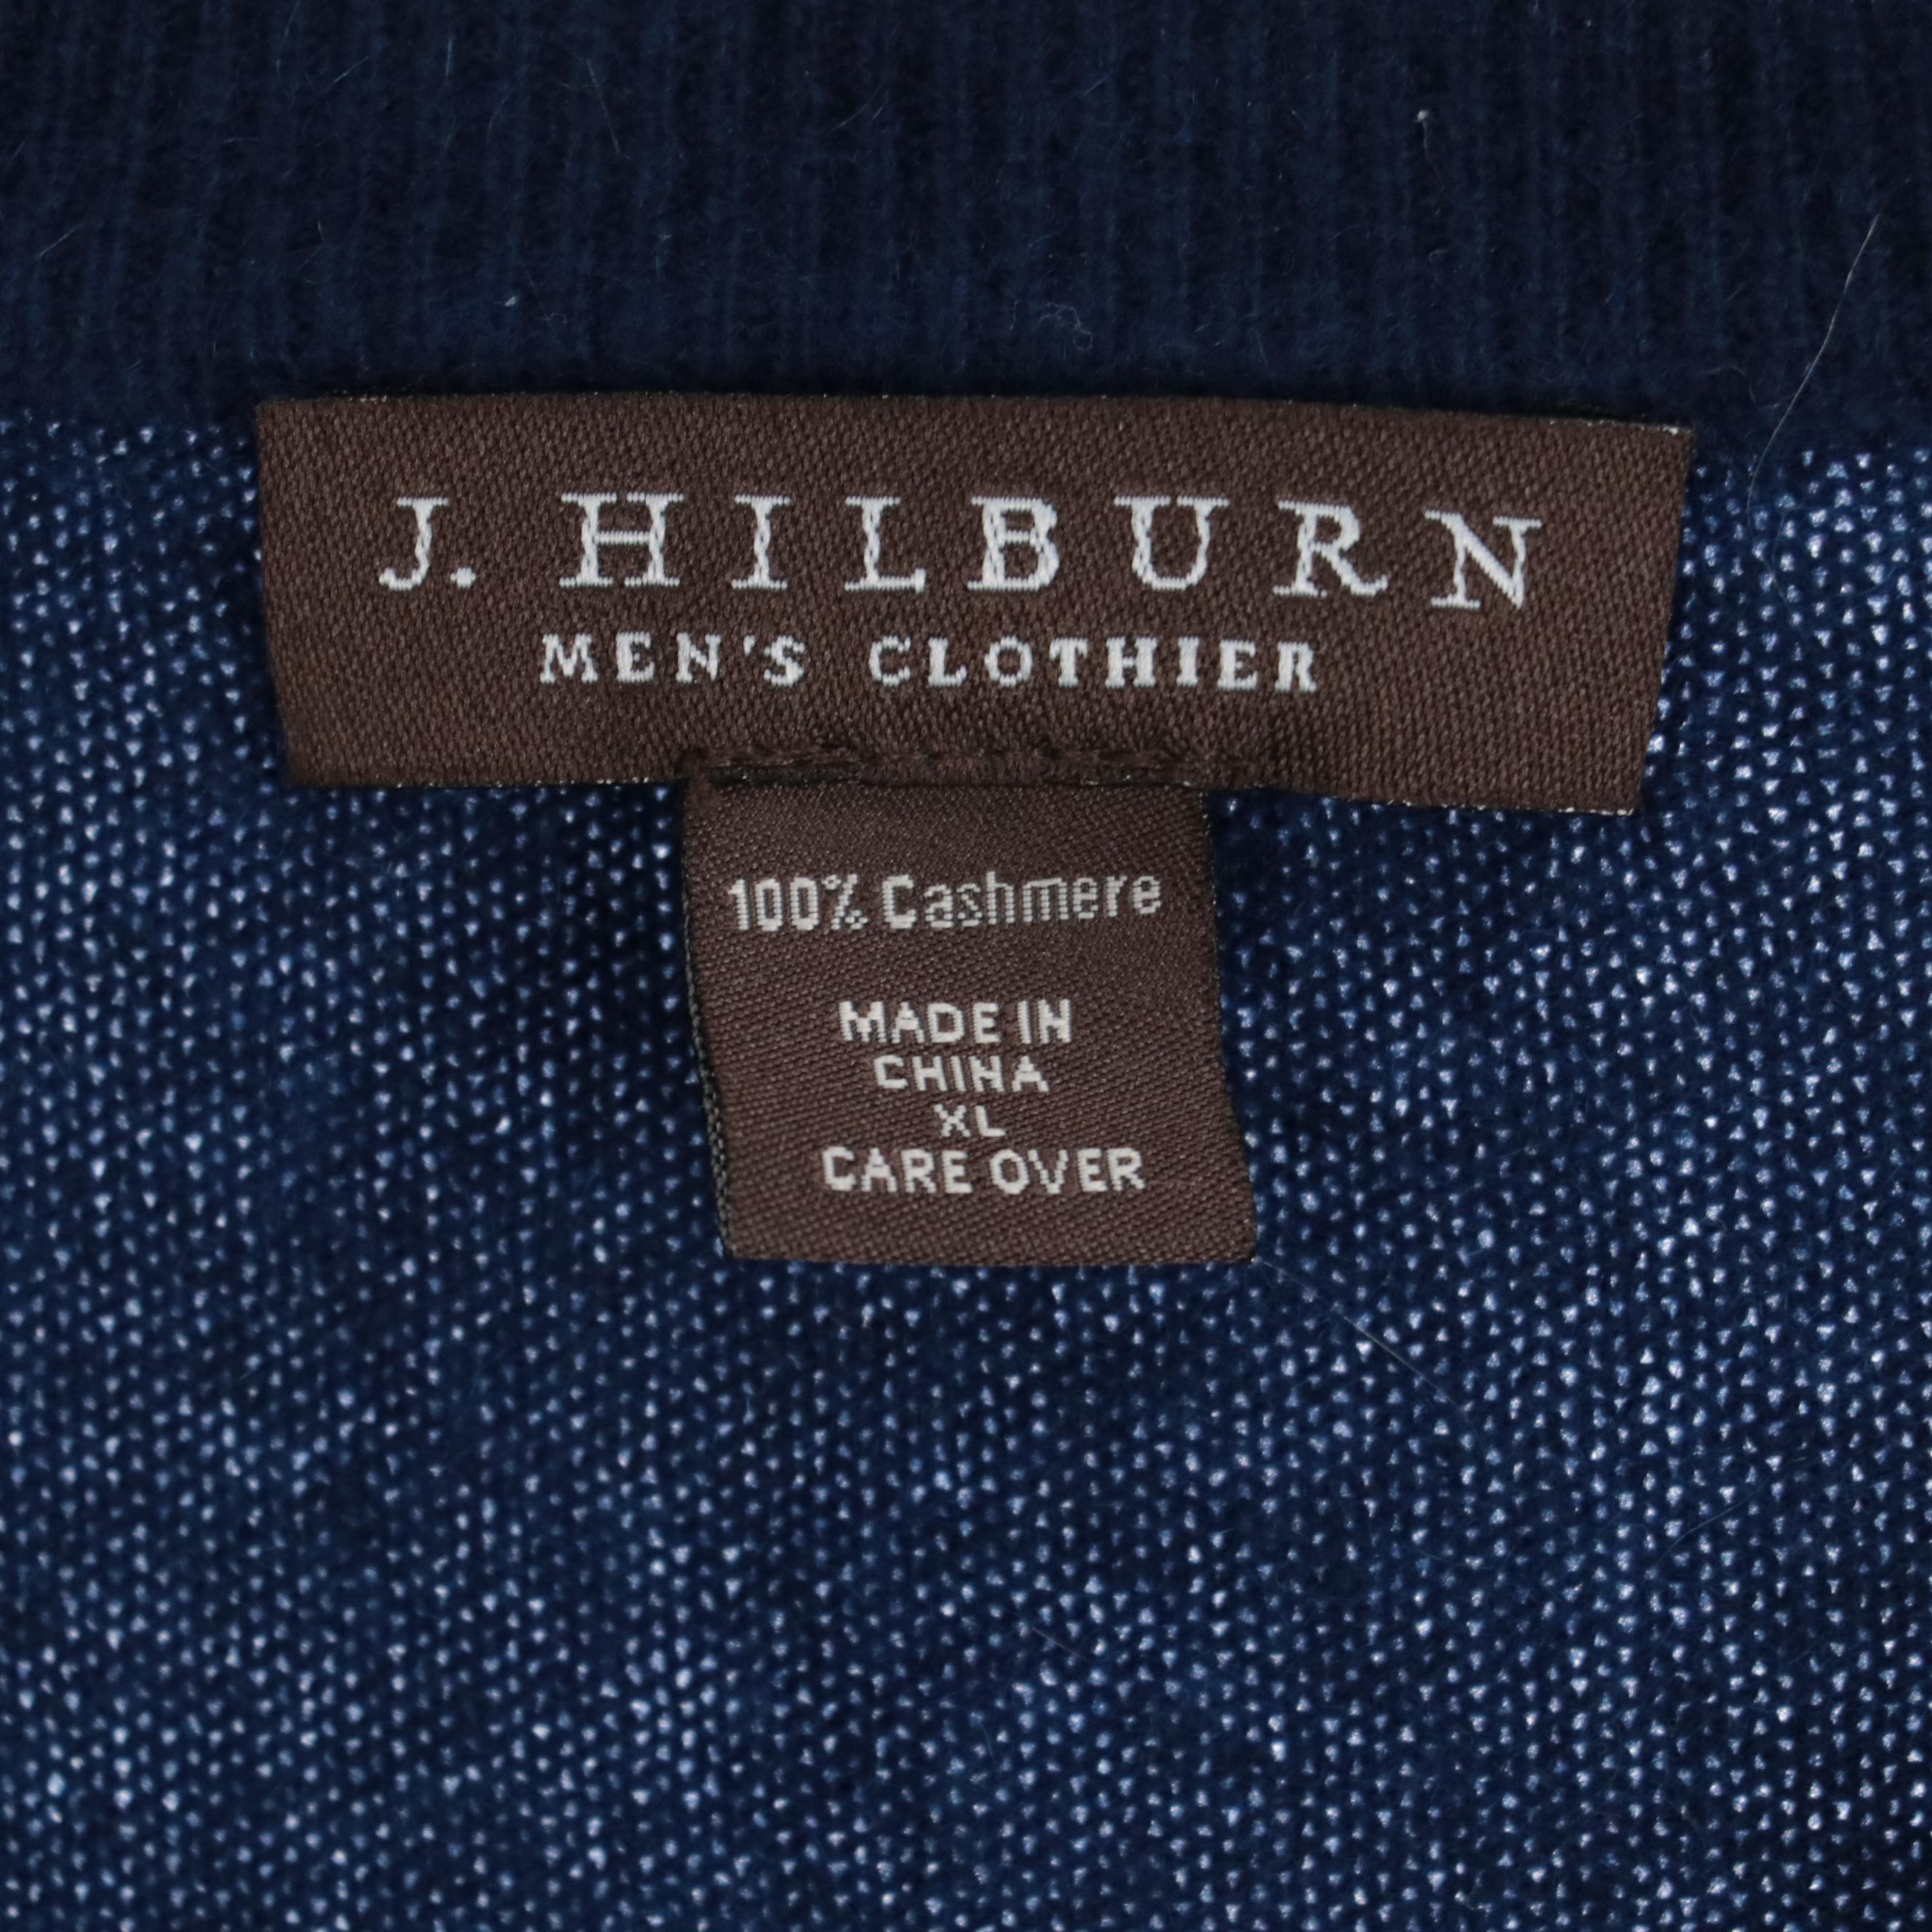 J. HILBURN
MEN'S CLOTHIER
100% Cashmere
MADE IN
CHINA
XL
CARE OVER